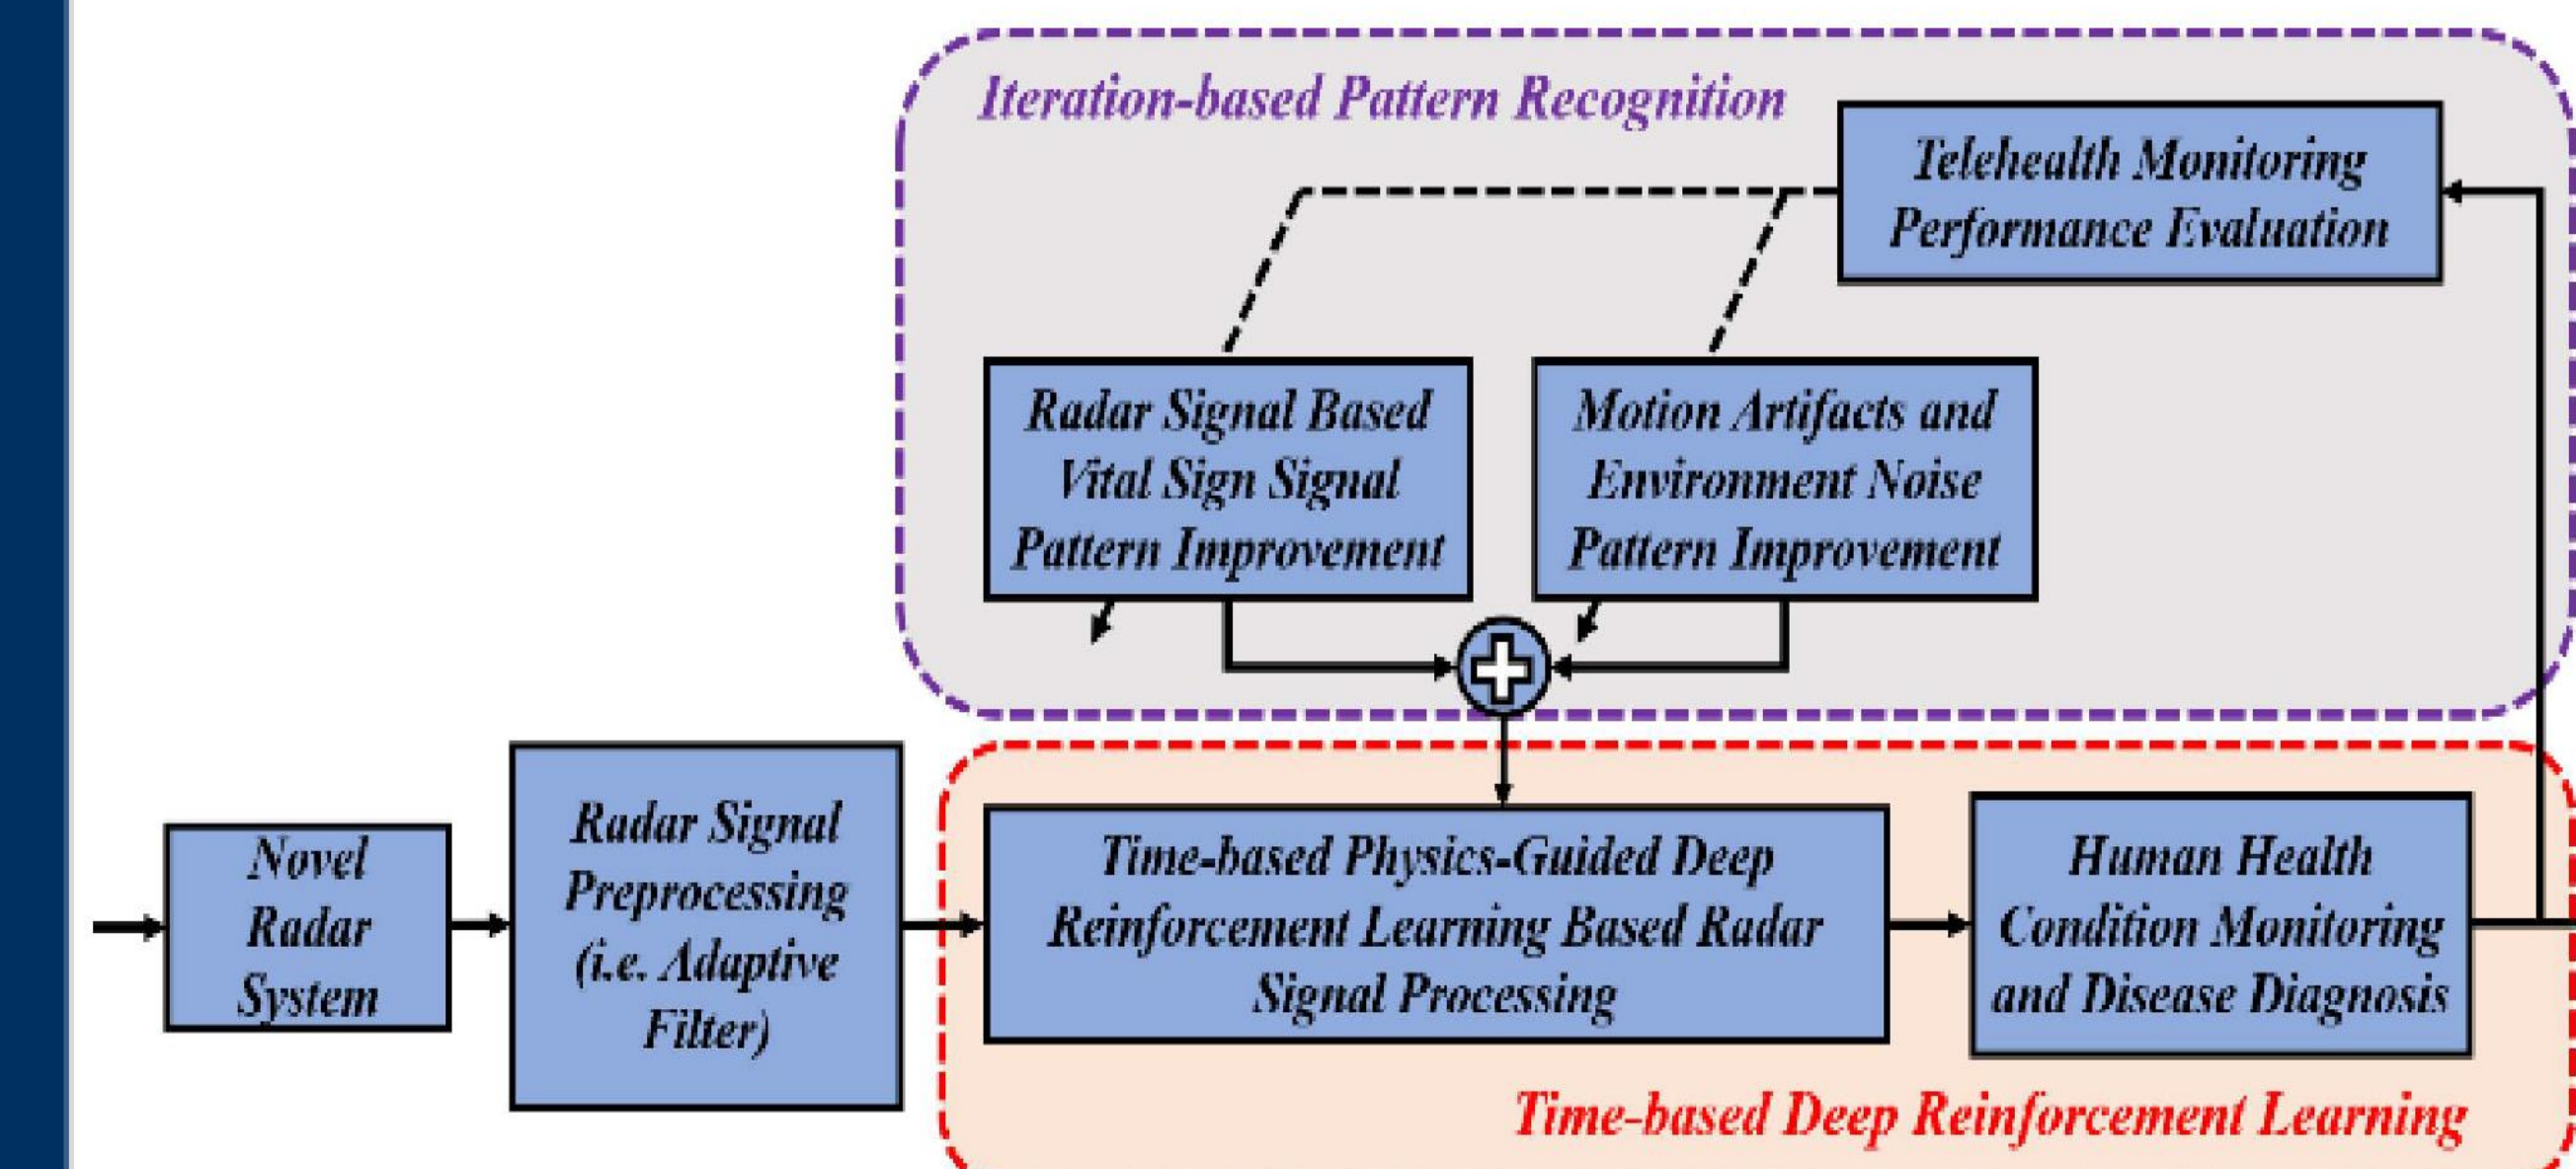 Iteration-based Pattern Recognition
Telehealth Monitoring
Performance Evaluation
Radar Signal Based
Vital Sign Signal
Pattern Improvement
Motion Artifacts and
Environment Noise
Pattern Improvement
Novel
Radar
System
Radar Signal
Preprocessing
(i.e. Adaptive
Filter)
Time-based Physics-Guided Deep
Reinforcement Learning Based Radar
Signal Processing
Human Health
Condition Monitoring
and Disease Diagnosis
Time-based Deep Reinforcement Learning